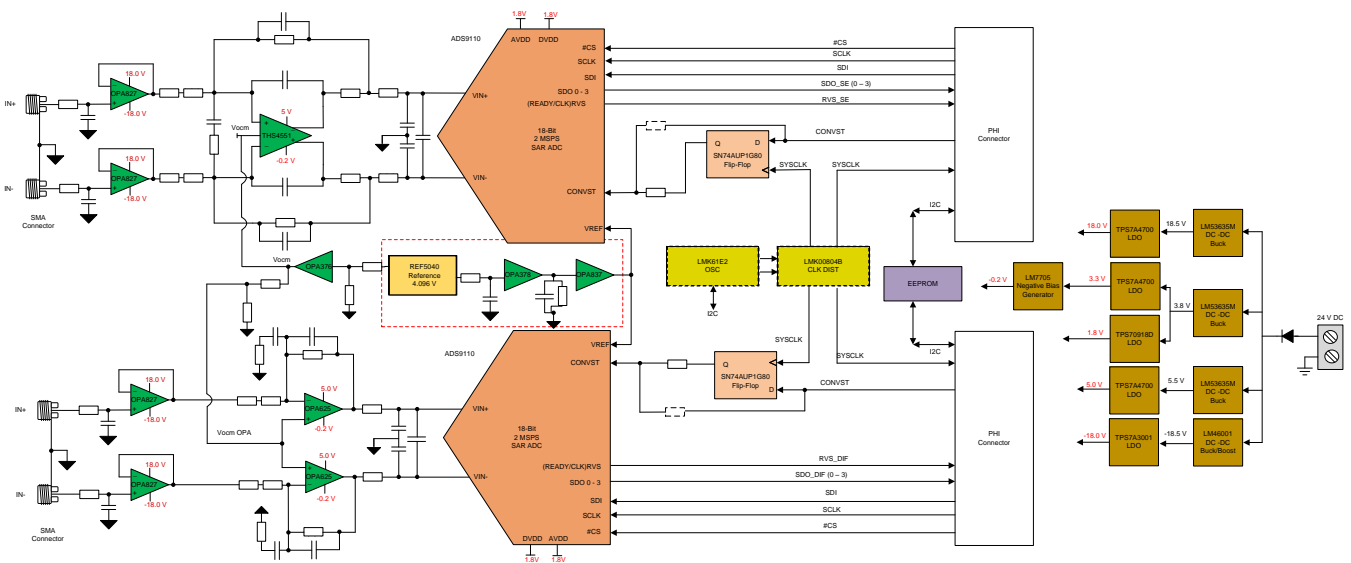 1.8V 1.8V
ADS9110
AVDD DVDD
#CS
SCLK
SDI
SDO 0 - 3
(READY/CLK)RVS
VIN+
18-Bit
2 MSPS
SAR ADC
VIN-
CONVST
VREF
IN+
IN-
SMA
Connector
18.0 V
OPA827
-18.0 V
18.0 V
OPA827
-18.0 V
Vocm
5 V
THS4551
-0.2 V
#CS
SCLK
SDI
SDO_SE (0 – 3)
RVS_SE
CONVST
Q D
SN74AUP1G80
Flip-Flop
SYSCLK
SYSCLK
PHI
Connector
I2C
Vocm
OPA376
REF5040
Reference
4.096 V
OPA378
OPA837
LMK61E2
OSC
I2C
LMK00804B
CLK DIST
EEPROM
I2C
SYSCLK
SYSCLK
18.0 V
TPS7A4700
LDO
18.5 V
LM53635M
DC -DC
Buck
-0.2 V
LM7705
Negative Bias
Generator
3.3 V
TPS7A4700
LDO
3.8 V
LM53635M
DC -DC
Buck
1.8 V
TPS70918D
LDO
5.0 V
TPS7A4700
LDO
5.5 V
LM53635M
DC -DC
Buck
-18.0 V
TPS7A3001
LDO
-18.5 V
LM46001
DC -DC
Buck/Boost
24 V DC
ADS9110
VREF
CONVST
VIN+
18-Bit
2 MSPS
SAR ADC
VIN-
(READY/CLK)RVS
SDO 0 - 3
SDI
SCLK
#CS
DVDD AVDD
1.8V 1.8V
Q
SN74AUP1G80
Flip-Flop
D
CONVST
PHI
Connector
RVS_DIF
SDO_DIF (0 – 3)
SDI
SCLK
#CS
IN+
IN-
SMA
Connector
18.0 V
OPA827
-18.0 V
18.0 V
OPA827
-18.0 V
Vocm OPA
5.0 V
OPA625
-0.2 V
5.0 V
OPA625
-0.2 V